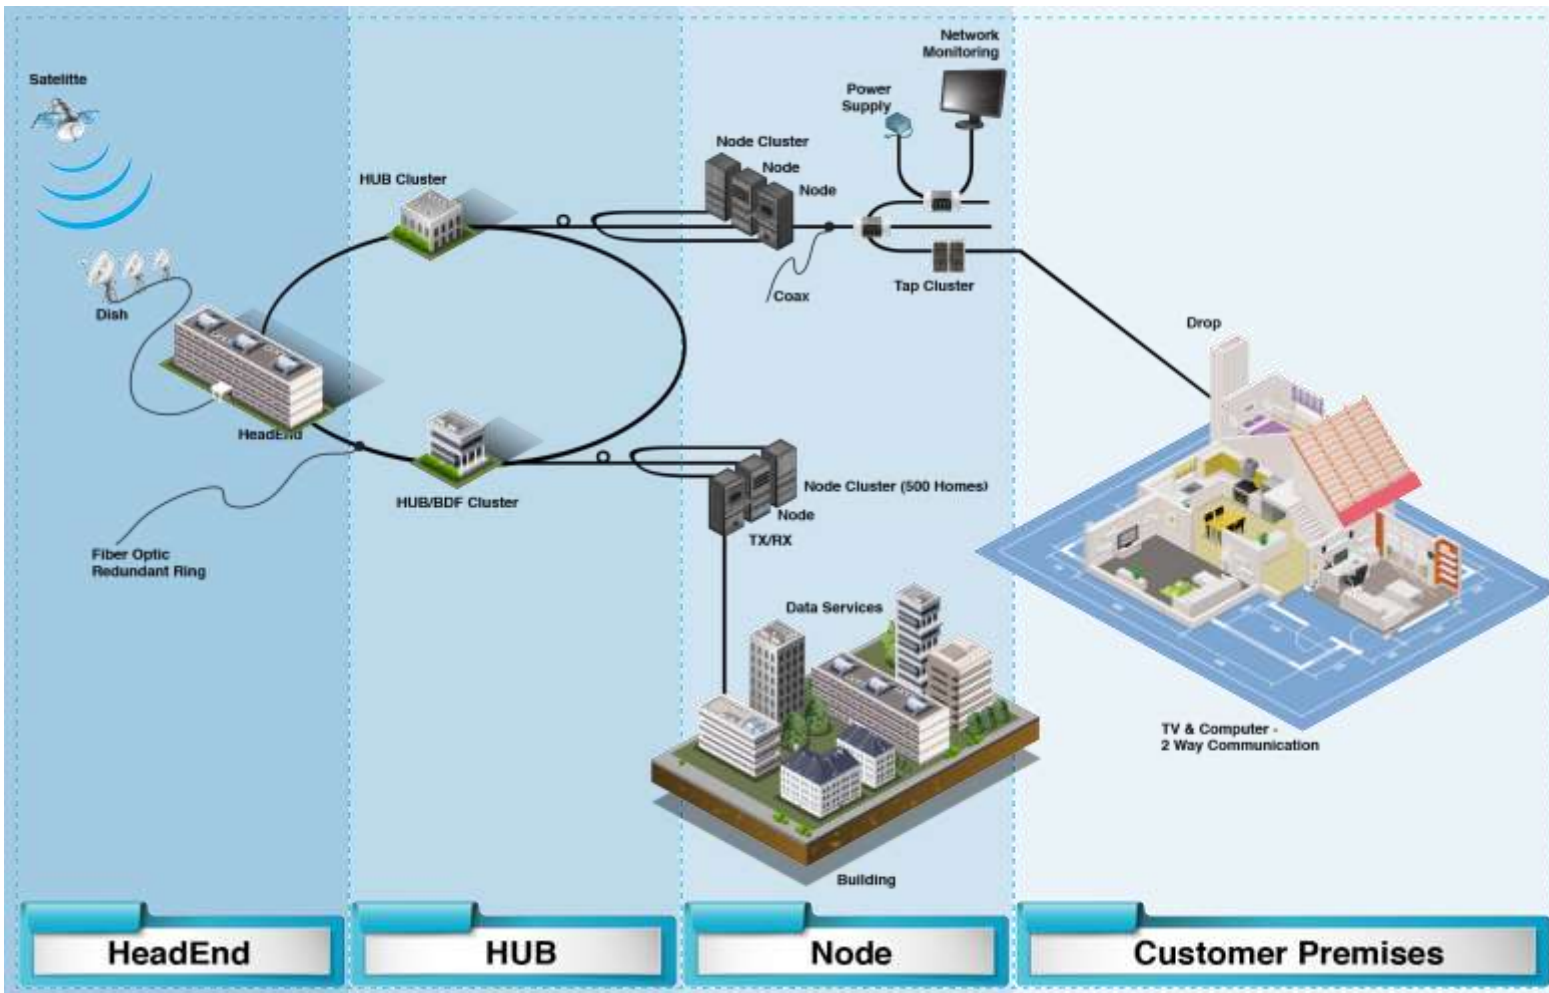 Satelitte
Dish
HeadEnd
Fiber Optic
Redundant Ring
HUB Cluster
HUB/BDF Cluster
Node Cluster
Node
Node
Coax
Power
Supply
Network
Monitoring
Tap Cluster
Node Cluster (500 Homes)
Node
TX/RX
Data Services
Building
Drop
TV & Computer -
2 Way Communication
HeadEnd
HUB
Node
Customer Premises